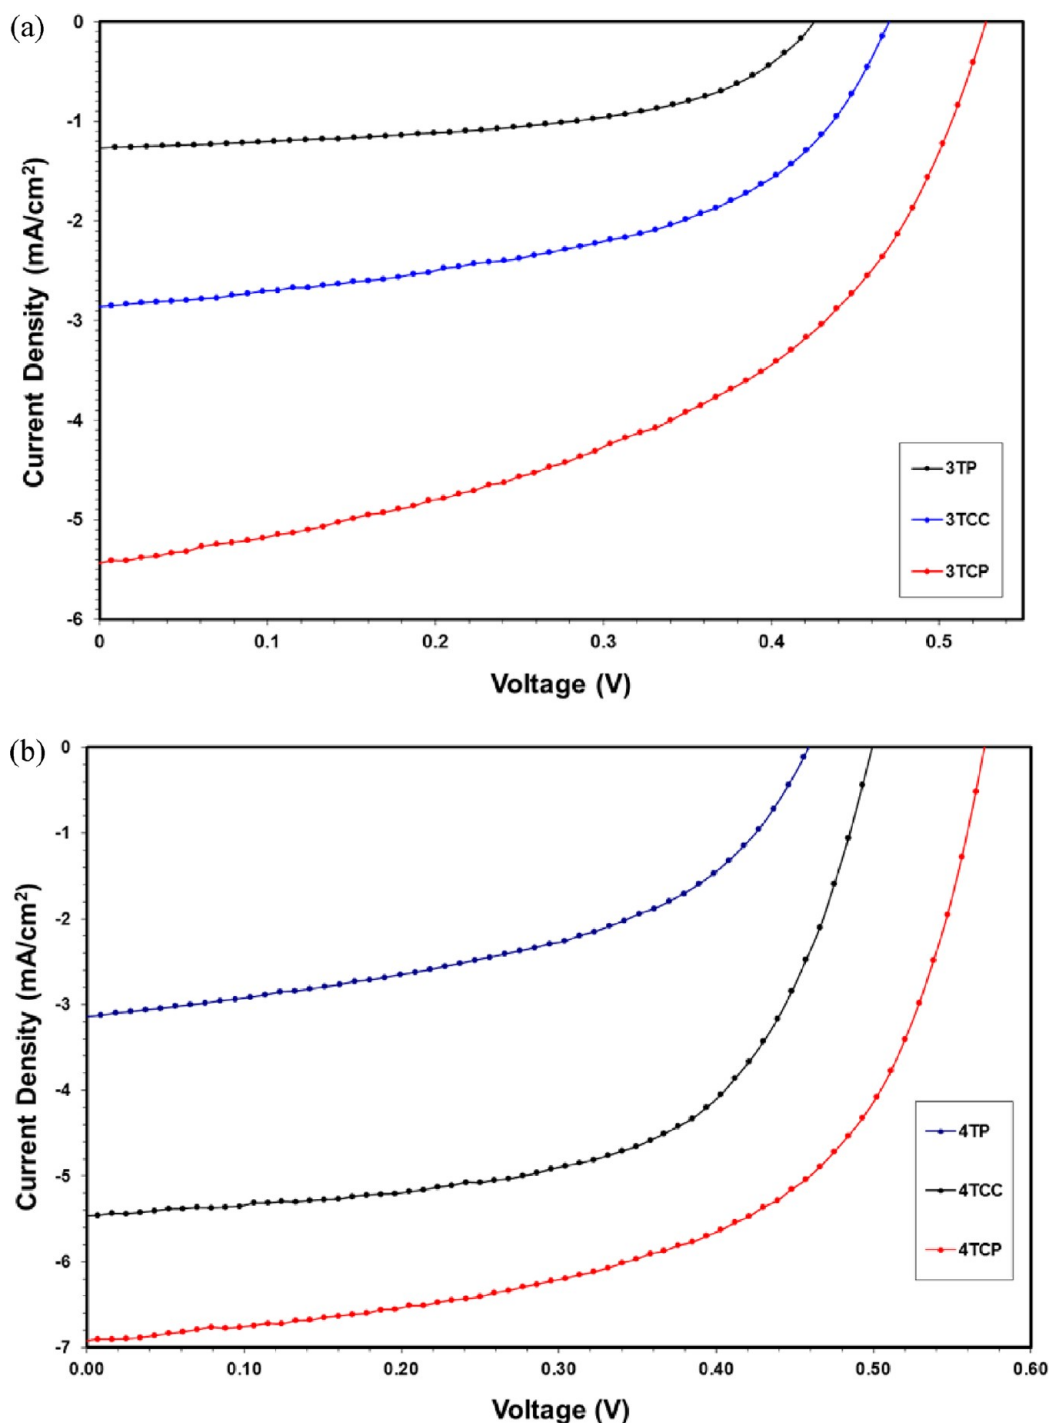 (a)
0
-1
-2
-3
-4
-5
-6
Current Density (mA/cm²)
3TP
3TCC
3TCP
0 0.1 0.2 0.3 0.4 0.5
Voltage (V)
(b)
0
-1
-2
-3
-4
-5
-6
-7
Current Density (mA/cm²)
4TP
4TCC
4TCP
0.00 0.10 0.20 0.30 0.40 0.50 0.60
Voltage (V)